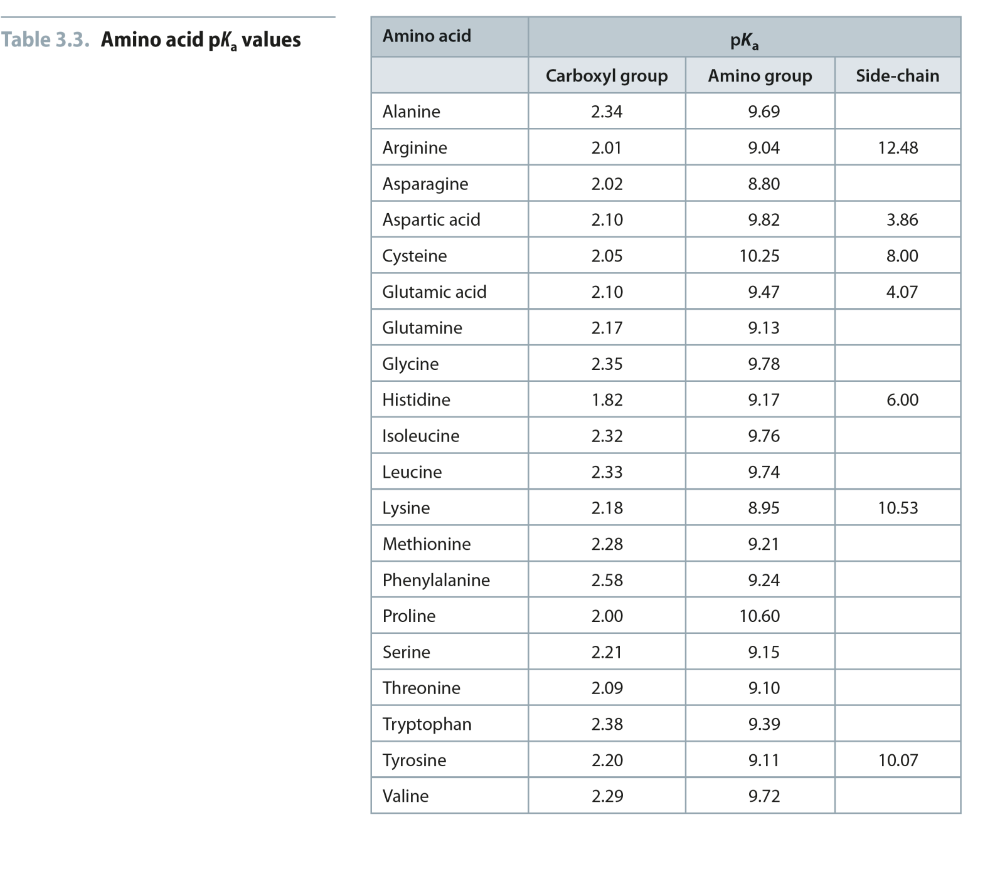 Table 3.3. Amino acid pKa values
Amino acid pKa
Carboxyl group Amino group Side-chain
Alanine 2.34 9.69
Arginine 2.01 9.04 12.48
Asparagine 2.02 8.80
Aspartic acid 2.10 9.82 3.86
Cysteine 2.05 10.25 8.00
Glutamic acid 2.10 9.47 4.07
Glutamine 2.17 9.13
Glycine 2.35 9.78
Histidine 1.82 9.17 6.00
Isoleucine 2.32 9.76
Leucine 2.33 9.74
Lysine 2.18 8.95 10.53
Methionine 2.28 9.21
Phenylalanine 2.58 9.24
Proline 2.00 10.60
Serine 2.21 9.15
Threonine 2.09 9.10
Tryptophan 2.38 9.39
Tyrosine 2.20 9.11 10.07
Valine 2.29 9.72